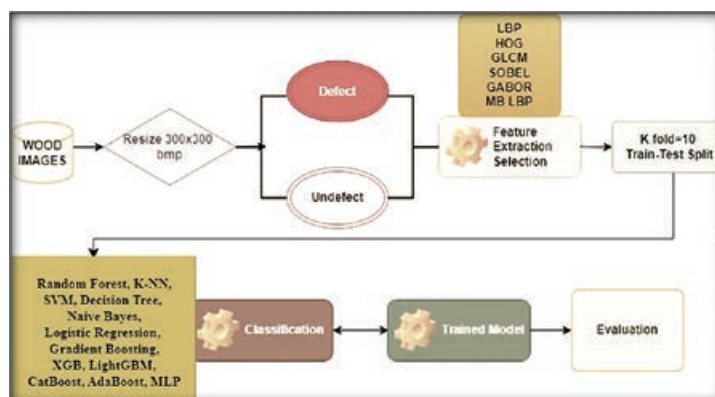 LBP
HOG
GLCM
SOBEL
GABOR
MB LBP
WOOD
IMAGES
Resize 300x300
bmp
Defect
Undefect
Feature
Extraction
Selection
K fold=10
Train-Test Split
Random Forest, K-NN,
SVM, Decision Tree,
Naive Bayes,
Logistic Regression,
Gradient Boosting,
XGB, LightGBM,
CatBoost, AdaBoost, MLP
Classification
Trained Model
Evaluation